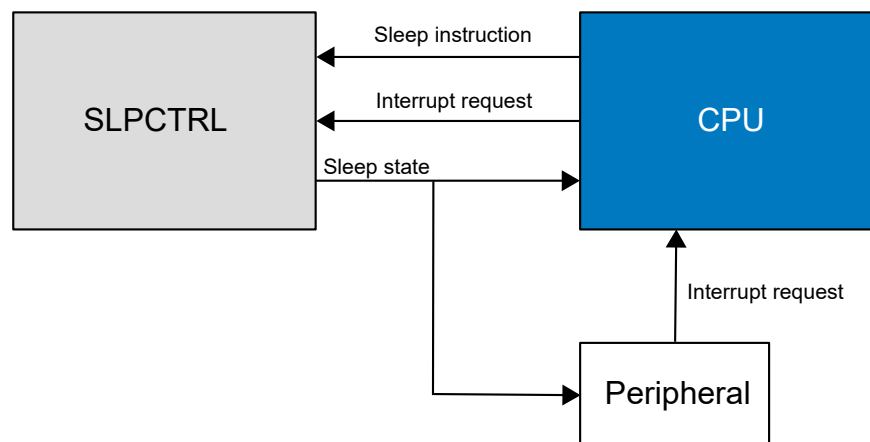 Sleep instruction
SLPCTRL
Interrupt request
CPU
Sleep state
Interrupt request
Peripheral